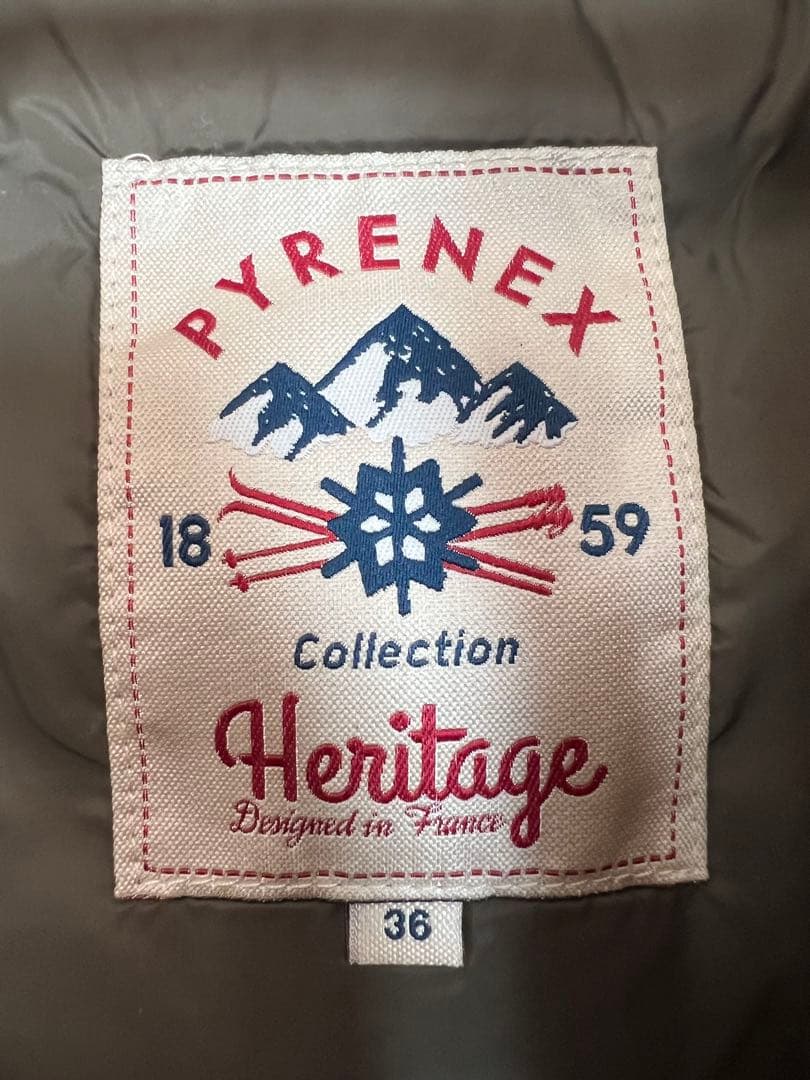 PYRENEX
18 59
Collection
Heritage
Designed in France
36